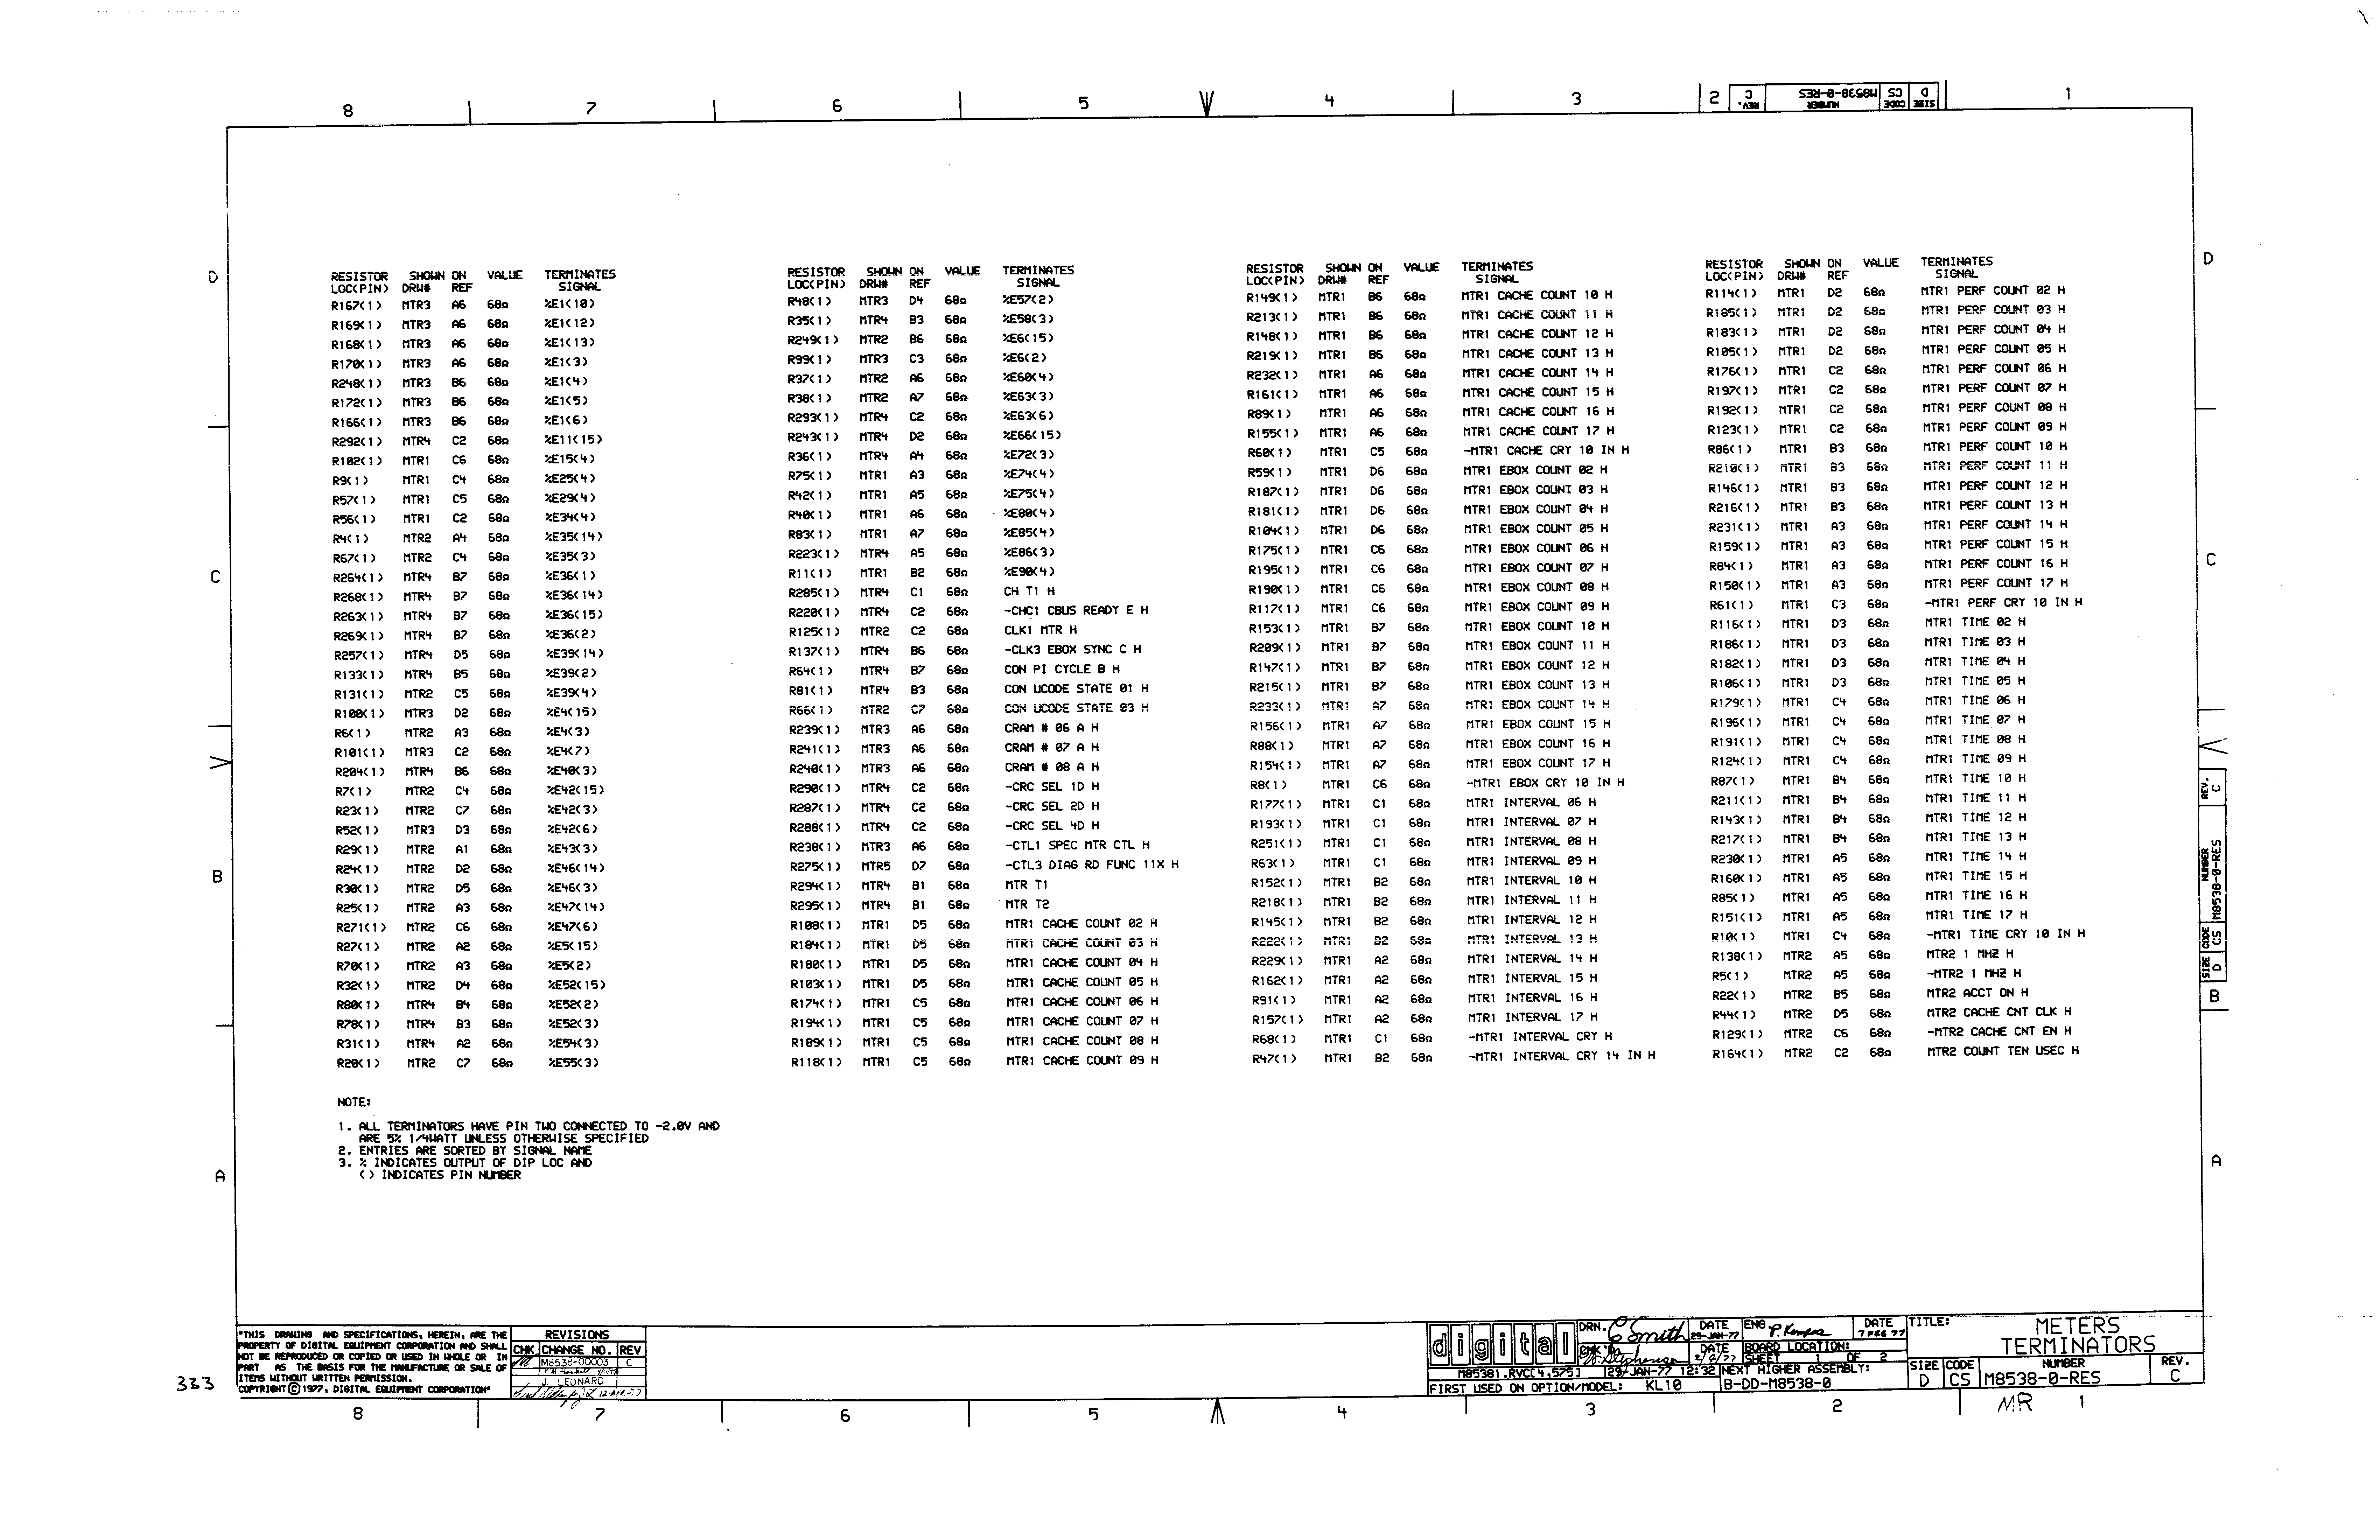 8 7 6 5 4 3 2 1
REV. C
NUMBER M8538-0-RES
CODE CS
SIZE D
D
C
B
A
RESISTOR LOC(PIN) SHOWN ON DRW# REF VALUE TERMINATES SIGNAL
R167(1) MTR3 A6 68Ω %E1(10)
R169(1) MTR3 A6 68Ω %E1(12)
R168(1) MTR3 A6 68Ω %E1(13)
R170(1) MTR3 A6 68Ω %E1(3)
R248(1) MTR3 B6 68Ω %E1(4)
R172(1) MTR3 B6 68Ω %E1(5)
R166(1) MTR3 B6 68Ω %E1(6)
R292(1) MTR4 C2 68Ω %E11(15)
R102(1) MTR1 C6 68Ω %E15(4)
R9(1) MTR1 C4 68Ω %E25(4)
R57(1) MTR1 C5 68Ω %E29(4)
R56(1) MTR1 C2 68Ω %E34(4)
R4(1) MTR2 A4 68Ω %E35(14)
R67(1) MTR2 C4 68Ω %E35(3)
R264(1) MTR4 B7 68Ω %E36(1)
R268(1) MTR4 B7 68Ω %E36(14)
R263(1) MTR4 B7 68Ω %E36(15)
R269(1) MTR4 B7 68Ω %E36(2)
R257(1) MTR4 D5 68Ω %E39(14)
R133(1) MTR4 B5 68Ω %E39(2)
R131(1) MTR2 C5 68Ω %E39(4)
R100(1) MTR3 D2 68Ω %E4(15)
R6(1) MTR2 A3 68Ω %E4(3)
R101(1) MTR3 C2 68Ω %E4(7)
R204(1) MTR4 B6 68Ω %E40(3)
R7(1) MTR2 C4 68Ω %E42(15)
R23(1) MTR2 C7 68Ω %E42(3)
R52(1) MTR3 D3 68Ω %E42(6)
R29(1) MTR2 A1 68Ω %E43(3)
R24(1) MTR2 D2 68Ω %E46(14)
R30(1) MTR2 D5 68Ω %E46(3)
R25(1) MTR2 A3 68Ω %E47(14)
R271(1) MTR2 C6 68Ω %E47(6)
R27(1) MTR2 A2 68Ω %E5(15)
R70(1) MTR2 A3 68Ω %E5(2)
R32(1) MTR2 D4 68Ω %E52(15)
R80(1) MTR4 B4 68Ω %E52(2)
R78(1) MTR4 B3 68Ω %E52(3)
R31(1) MTR4 A2 68Ω %E54(3)
R20(1) MTR2 C7 68Ω %E55(3)
RESISTOR LOC(PIN) SHOWN ON DRW# REF VALUE TERMINATES SIGNAL
R48(1) MTR3 D4 68Ω %E57(2)
R35(1) MTR4 B3 68Ω %E58(3)
R249(1) MTR2 B6 68Ω %E6(15)
R99(1) MTR3 C3 68Ω %E6(2)
R37(1) MTR2 A6 68Ω %E60(4)
R38(1) MTR2 A7 68Ω %E63(3)
R293(1) MTR4 C2 68Ω %E63(6)
R243(1) MTR4 D2 68Ω %E66(15)
R36(1) MTR4 A4 68Ω %E72(3)
R75(1) MTR1 A3 68Ω %E74(4)
R42(1) MTR1 A5 68Ω %E75(4)
R40(1) MTR1 A6 68Ω %E80(4)
R83(1) MTR1 A7 68Ω %E85(4)
R223(1) MTR4 A5 68Ω %E86(3)
R11(1) MTR1 B2 68Ω %E90(4)
R285(1) MTR4 C1 68Ω CH T1 H
R220(1) MTR4 C2 68Ω -CHC1 CBUS READY E H
R125(1) MTR2 C2 68Ω CLK1 MTR H
R137(1) MTR4 B6 68Ω -CLK3 EBOX SYNC C H
R64(1) MTR4 B7 68Ω CON PI CYCLE B H
R81(1) MTR4 B3 68Ω CON UCODE STATE 01 H
R66(1) MTR2 C7 68Ω CON UCODE STATE 03 H
R239(1) MTR3 A6 68Ω CRAM # 06 A H
R241(1) MTR3 A6 68Ω CRAM # 07 A H
R240(1) MTR3 A6 68Ω CRAM # 08 A H
R290(1) MTR4 C2 68Ω -CRC SEL 1D H
R287(1) MTR4 C2 68Ω -CRC SEL 2D H
R288(1) MTR4 C2 68Ω -CRC SEL 4D H
R238(1) MTR3 A6 68Ω -CTL1 SPEC MTR CTL H
R275(1) MTR5 D7 68Ω -CTL3 DIAG RD FUNC 11X H
R294(1) MTR4 B1 68Ω MTR T1
R295(1) MTR4 B1 68Ω MTR T2
R108(1) MTR1 D5 68Ω MTR1 CACHE COUNT 02 H
R184(1) MTR1 D5 68Ω MTR1 CACHE COUNT 03 H
R180(1) MTR1 D5 68Ω MTR1 CACHE COUNT 04 H
R103(1) MTR1 D5 68Ω MTR1 CACHE COUNT 05 H
R174(1) MTR1 C5 68Ω MTR1 CACHE COUNT 06 H
R194(1) MTR1 C5 68Ω MTR1 CACHE COUNT 07 H
R189(1) MTR1 C5 68Ω MTR1 CACHE COUNT 08 H
R118(1) MTR1 C5 68Ω MTR1 CACHE COUNT 09 H
RESISTOR LOC(PIN) SHOWN ON DRW# REF VALUE TERMINATES SIGNAL
R149(1) MTR1 B6 68Ω MTR1 CACHE COUNT 10 H
R213(1) MTR1 B6 68Ω MTR1 CACHE COUNT 11 H
R148(1) MTR1 B6 68Ω MTR1 CACHE COUNT 12 H
R219(1) MTR1 B6 68Ω MTR1 CACHE COUNT 13 H
R232(1) MTR1 A6 68Ω MTR1 CACHE COUNT 14 H
R161(1) MTR1 A6 68Ω MTR1 CACHE COUNT 15 H
R89(1) MTR1 A6 68Ω MTR1 CACHE COUNT 16 H
R155(1) MTR1 A6 68Ω MTR1 CACHE COUNT 17 H
R60(1) MTR1 C5 68Ω -MTR1 CACHE CRY 10 IN H
R59(1) MTR1 D6 68Ω MTR1 EBOX COUNT 02 H
R187(1) MTR1 D6 68Ω MTR1 EBOX COUNT 03 H
R181(1) MTR1 D6 68Ω MTR1 EBOX COUNT 04 H
R104(1) MTR1 D6 68Ω MTR1 EBOX COUNT 05 H
R175(1) MTR1 C6 68Ω MTR1 EBOX COUNT 06 H
R195(1) MTR1 C6 68Ω MTR1 EBOX COUNT 07 H
R190(1) MTR1 C6 68Ω MTR1 EBOX COUNT 08 H
R117(1) MTR1 C6 68Ω MTR1 EBOX COUNT 09 H
R153(1) MTR1 B7 68Ω MTR1 EBOX COUNT 10 H
R209(1) MTR1 B7 68Ω MTR1 EBOX COUNT 11 H
R147(1) MTR1 B7 68Ω MTR1 EBOX COUNT 12 H
R215(1) MTR1 B7 68Ω MTR1 EBOX COUNT 13 H
R233(1) MTR1 A7 68Ω MTR1 EBOX COUNT 14 H
R156(1) MTR1 A7 68Ω MTR1 EBOX COUNT 15 H
R88(1) MTR1 A7 68Ω MTR1 EBOX COUNT 16 H
R154(1) MTR1 A7 68Ω MTR1 EBOX COUNT 17 H
R8(1) MTR1 C6 68Ω -MTR1 EBOX CRY 10 IN H
R177(1) MTR1 C1 68Ω MTR1 INTERVAL 06 H
R193(1) MTR1 C1 68Ω MTR1 INTERVAL 07 H
R251(1) MTR1 C1 68Ω MTR1 INTERVAL 08 H
R63(1) MTR1 C1 68Ω MTR1 INTERVAL 09 H
R152(1) MTR1 B2 68Ω MTR1 INTERVAL 10 H
R218(1) MTR1 B2 68Ω MTR1 INTERVAL 11 H
R145(1) MTR1 B2 68Ω MTR1 INTERVAL 12 H
R222(1) MTR1 B2 68Ω MTR1 INTERVAL 13 H
R229(1) MTR1 A2 68Ω MTR1 INTERVAL 14 H
R162(1) MTR1 A2 68Ω MTR1 INTERVAL 15 H
R91(1) MTR1 A2 68Ω MTR1 INTERVAL 16 H
R157(1) MTR1 A2 68Ω MTR1 INTERVAL 17 H
R68(1) MTR1 C1 68Ω -MTR1 INTERVAL CRY H
R47(1) MTR1 B2 68Ω -MTR1 INTERVAL CRY 14 IN H
RESISTOR LOC(PIN) SHOWN ON DRW# REF VALUE TERMINATES SIGNAL
R114(1) MTR1 D2 68Ω MTR1 PERF COUNT 02 H
R185(1) MTR1 D2 68Ω MTR1 PERF COUNT 03 H
R183(1) MTR1 D2 68Ω MTR1 PERF COUNT 04 H
R105(1) MTR1 D2 68Ω MTR1 PERF COUNT 05 H
R176(1) MTR1 C2 68Ω MTR1 PERF COUNT 06 H
R197(1) MTR1 C2 68Ω MTR1 PERF COUNT 07 H
R192(1) MTR1 C2 68Ω MTR1 PERF COUNT 08 H
R123(1) MTR1 C2 68Ω MTR1 PERF COUNT 09 H
R86(1) MTR1 B3 68Ω MTR1 PERF COUNT 10 H
R210(1) MTR1 B3 68Ω MTR1 PERF COUNT 11 H
R146(1) MTR1 B3 68Ω MTR1 PERF COUNT 12 H
R216(1) MTR1 B3 68Ω MTR1 PERF COUNT 13 H
R231(1) MTR1 A3 68Ω MTR1 PERF COUNT 14 H
R159(1) MTR1 A3 68Ω MTR1 PERF COUNT 15 H
R84(1) MTR1 A3 68Ω MTR1 PERF COUNT 16 H
R150(1) MTR1 A3 68Ω MTR1 PERF COUNT 17 H
R61(1) MTR1 C3 68Ω -MTR1 PERF CRY 10 IN H
R116(1) MTR1 D3 68Ω MTR1 TIME 02 H
R186(1) MTR1 D3 68Ω MTR1 TIME 03 H
R182(1) MTR1 D3 68Ω MTR1 TIME 04 H
R106(1) MTR1 D3 68Ω MTR1 TIME 05 H
R179(1) MTR1 C4 68Ω MTR1 TIME 06 H
R196(1) MTR1 C4 68Ω MTR1 TIME 07 H
R191(1) MTR1 C4 68Ω MTR1 TIME 08 H
R124(1) MTR1 C4 68Ω MTR1 TIME 09 H
R87(1) MTR1 B4 68Ω MTR1 TIME 10 H
R211(1) MTR1 B4 68Ω MTR1 TIME 11 H
R143(1) MTR1 B4 68Ω MTR1 TIME 12 H
R217(1) MTR1 B4 68Ω MTR1 TIME 13 H
R230(1) MTR1 A5 68Ω MTR1 TIME 14 H
R160(1) MTR1 A5 68Ω MTR1 TIME 15 H
R85(1) MTR1 A5 68Ω MTR1 TIME 16 H
R151(1) MTR1 A5 68Ω MTR1 TIME 17 H
R10(1) MTR1 C4 68Ω -MTR1 TIME CRY 10 IN H
R138(1) MTR2 A5 68Ω MTR2 1 MHZ H
R5(1) MTR2 A5 68Ω -MTR2 1 MHZ H
R22(1) MTR2 B5 68Ω MTR2 ACCT ON H
R44(1) MTR2 D5 68Ω MTR2 CACHE CNT CLK H
R129(1) MTR2 C6 68Ω -MTR2 CACHE CNT EN H
R164(1) MTR2 C2 68Ω MTR2 COUNT TEN USEC H
D
C
REV. C
NUMBER M8538-0-RES
CODE CS
SIZE D
B
A
NOTE:
1. ALL TERMINATORS HAVE PIN TWO CONNECTED TO -2.0V AND
ARE 5% 1/4WATT UNLESS OTHERWISE SPECIFIED
2. ENTRIES ARE SORTED BY SIGNAL NAME
3. % INDICATES OUTPUT OF DIP LOC AND
() INDICATES PIN NUMBER
333
"THIS DRAWING AND SPECIFICATIONS, HEREIN, ARE THE
PROPERTY OF DIGITAL EQUIPMENT CORPORATION AND SHALL
NOT BE REPRODUCED OR COPIED OR USED IN WHOLE OR IN
PART AS THE BASIS FOR THE MANUFACTURE OR SALE OF
ITEMS WITHOUT WRITTEN PERMISSION.
COPYRIGHT © 1977, DIGITAL EQUIPMENT CORPORATION"
REVISIONS
CHK CHANGE NO. REV
M8538-00003 C
J. LEONARD
12-APR-77
digital
M85381.RVC[4,575]
29-JAN-77 12:32
FIRST USED ON OPTION/MODEL: KL10
DRN. C Smith
DATE 29-JAN-77
CHK'D
DATE 2/2/77
ENG
DATE 7 FEB 77
BOARD LOCATION:
SHEET 1 OF 2
NEXT HIGHER ASSEMBLY:
B-DD-M8538-0
TITLE:
METERS
TERMINATORS
SIZE D
CODE CS
NUMBER M8538-0-RES
REV. C
8 7 6 5 4 3 2 MR 1